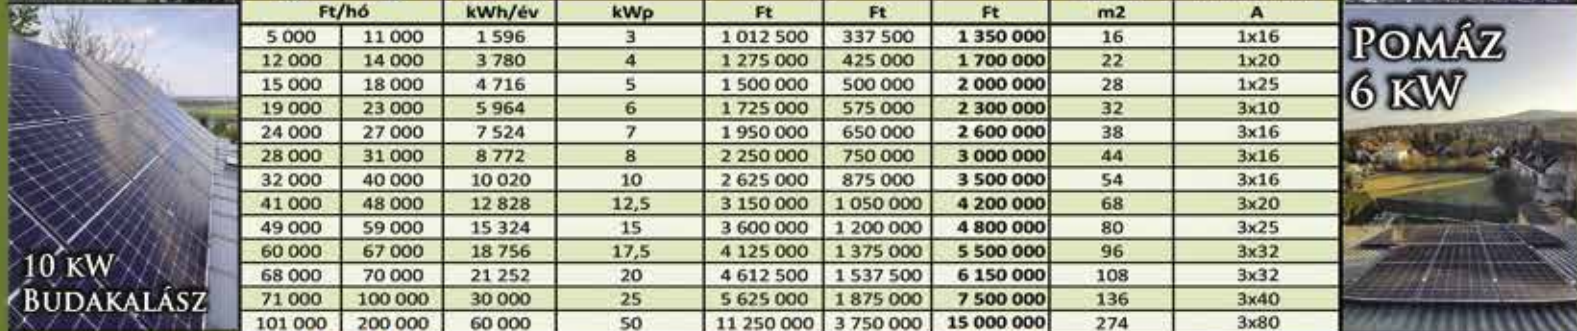 Ft/hó kWh/év kWp Ft Ft Ft m2 A
5 000 11 000 1 596 3 1 012 500 337 500 1 350 000 16 1x16
12 000 14 000 3 780 4 1 275 000 425 000 1 700 000 22 1x20
15 000 18 000 4 716 5 1 500 000 500 000 2 000 000 28 1x25
19 000 23 000 5 964 6 1 725 000 575 000 2 300 000 32 3x10
24 000 27 000 7 524 7 1 950 000 650 000 2 600 000 38 3x16
28 000 31 000 8 772 8 2 250 000 750 000 3 000 000 44 3x16
32 000 40 000 10 020 10 2 625 000 875 000 3 500 000 54 3x16
41 000 48 000 12 828 12,5 3 150 000 1 050 000 4 200 000 68 3x20
49 000 59 000 15 324 15 3 600 000 1 200 000 4 800 000 80 3x25
60 000 67 000 18 756 17,5 4 125 000 1 375 000 5 500 000 96 3x32
68 000 70 000 21 252 20 4 612 500 1 537 500 6 150 000 108 3x32
71 000 100 000 30 000 25 5 625 000 1 875 000 7 500 000 136 3x40
101 000 200 000 60 000 50 11 250 000 3 750 000 15 000 000 274 3x80
10 KW
BUDAKALÁSZ
POMÁZ
6 KW